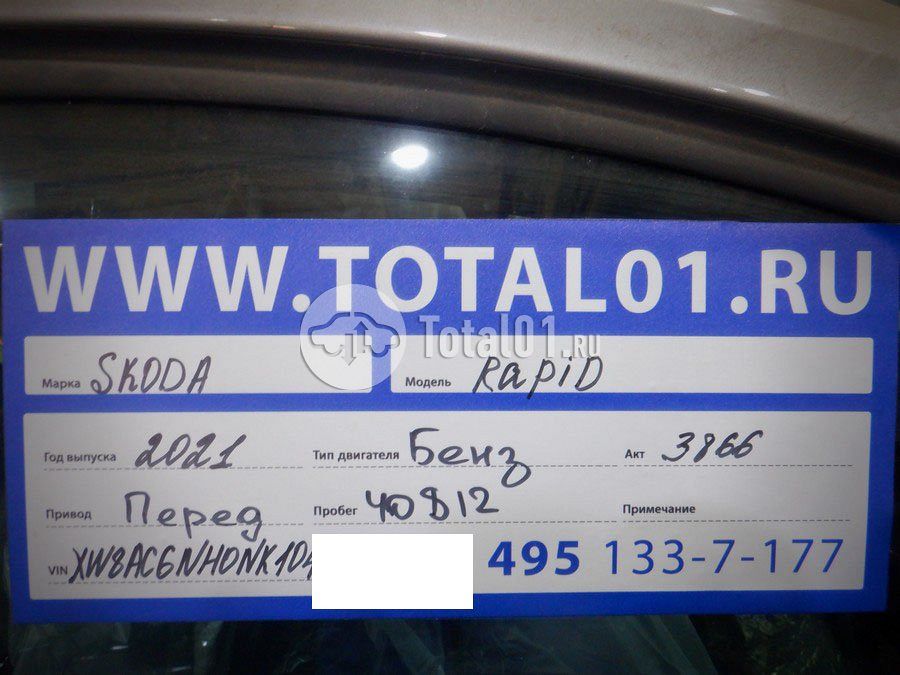 WWW.TOTAL01.RU
Total01.ru
Марка SKODA Модель RapiD
Год выпуска 2021 Тип двигателя Бенз Акт 3866
Привод Перед Пробег 40812 Примечание
VIN XW8AC6NH0NK104 495 133-7-177